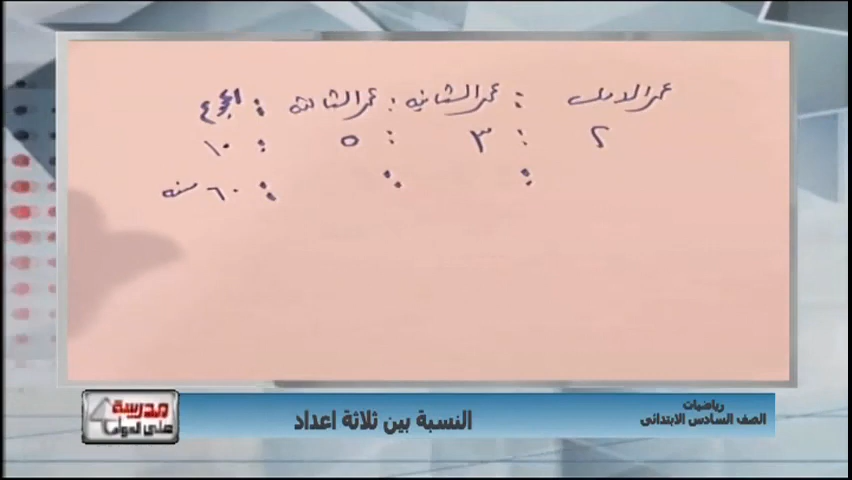 عمر الاول : عمر الثانى : عمر الثالث : المجموع
٢ : ٣ : ٥ : ١٠
: : : ٦٠ سنه
رياضيات
الصف السادس الابتدائى
النسبة بين ثلاثة اعداد
مدرسة
على الهواء